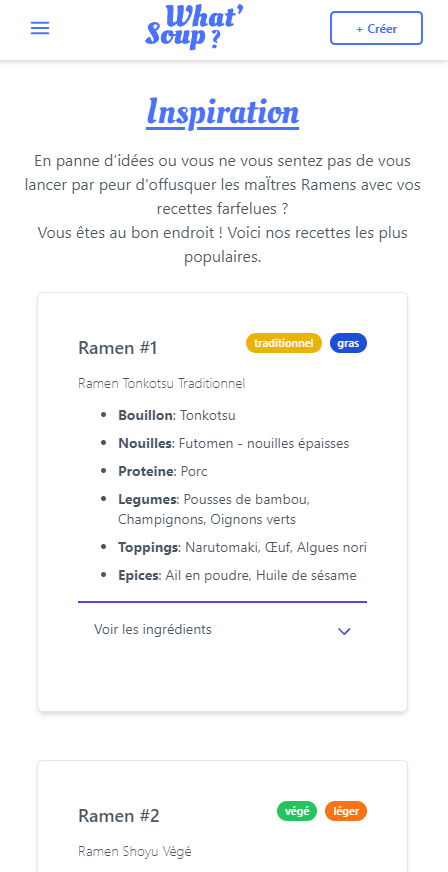 What'
Soup ?
+ Créer
Inspiration
En panne d'idées ou vous ne vous sentez pas de vous
lancer par peur d'offusquer les maÏtres Ramens avec vos
recettes farfelues ?
Vous êtes au bon endroit ! Voici nos recettes les plus
populaires.
Ramen #1
traditionnel
gras
Ramen Tonkotsu Traditionnel
• Bouillon: Tonkotsu
• Nouilles: Futomen - nouilles épaisses
• Proteine: Porc
• Legumes: Pousses de bambou,
Champignons, Oignons verts
• Toppings: Narutomaki, Œuf, Algues nori
• Epices: Ail en poudre, Huile de sésame
Voir les ingrédients
Ramen #2
végé
léger
Ramen Shoyu Végé